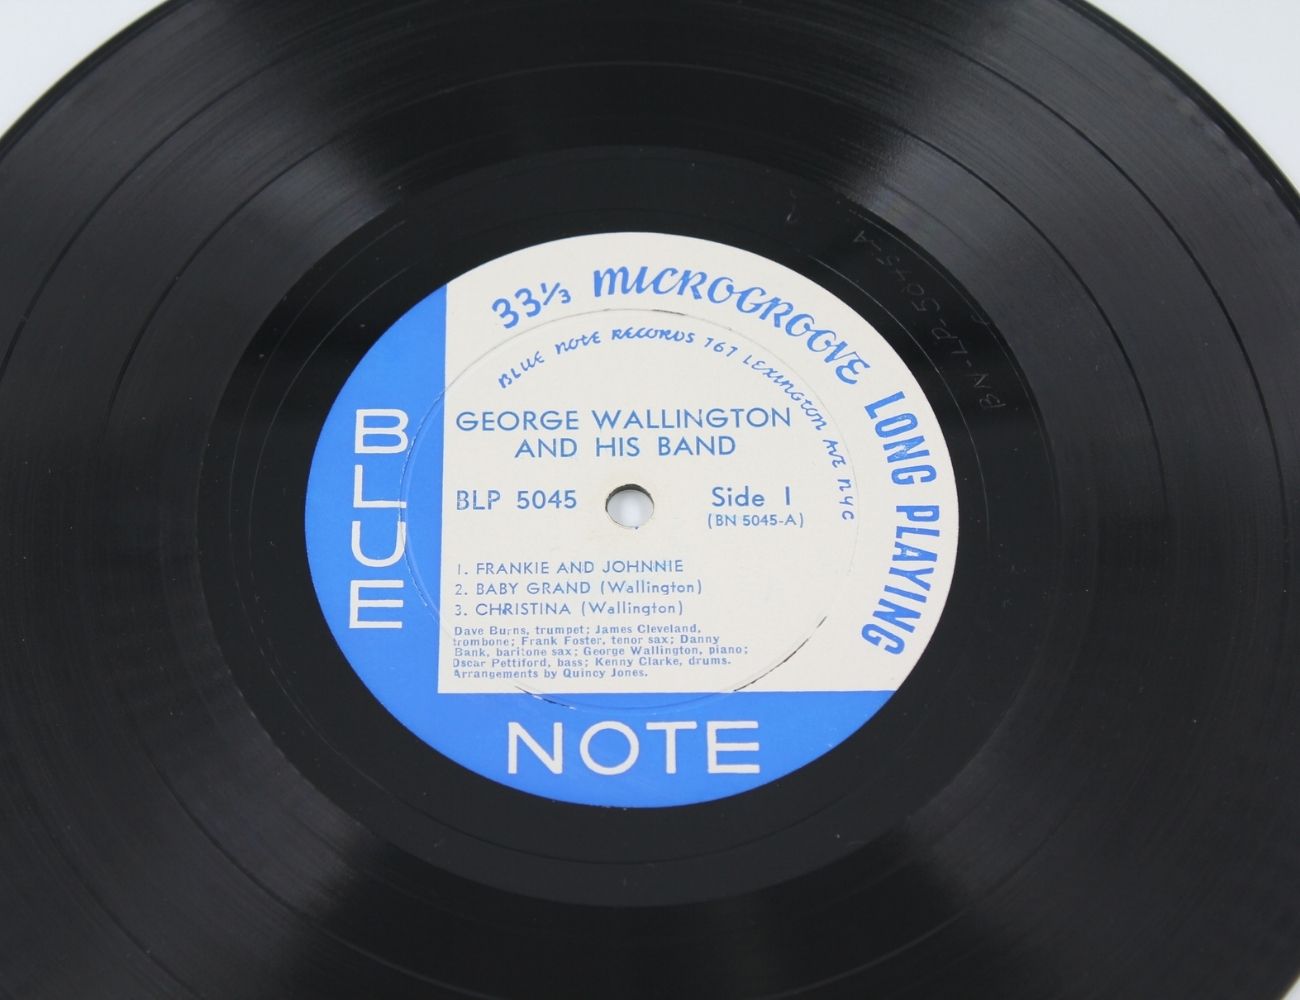 33⅓ MICROGROOVE LONG PLAYING
BLUE NOTE RECORDS 767 LEXINGTON AVE NYC
GEORGE WALLINGTON
AND HIS BAND
BLP 5045
Side 1
(BN 5045-A)
1. FRANKIE AND JOHNNIE
2. BABY GRAND (Wallington)
3. CHRISTINA (Wallington)
Dave Burns, trumpet; James Cleveland,
trombone; Frank Foster, tenor sax; Danny
Bank, baritone sax; George Wallington, piano;
Oscar Pettiford, bass; Kenny Clarke, drums.
Arrangements by Quincy Jones.
BLUE
NOTE
BN-LP-5045-A